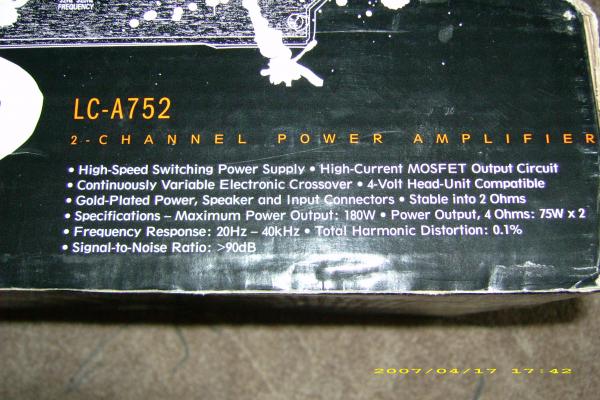 FREQUENCY
LC-A752
2-CHANNEL POWER AMPLIFIER
• High-Speed Switching Power Supply • High-Current MOSFET Output Circuit
• Continuously Variable Electronic Crossover • 4-Volt Head-Unit Compatible
• Gold-Plated Power, Speaker and Input Connectors • Stable into 2 Ohms
• Specifications – Maximum Power Output: 180W • Power Output, 4 Ohms: 75W x 2
• Frequency Response: 20Hz – 40kHz • Total Harmonic Distortion: 0.1%
• Signal-to-Noise Ratio: >90dB
2007/04/17 17:42